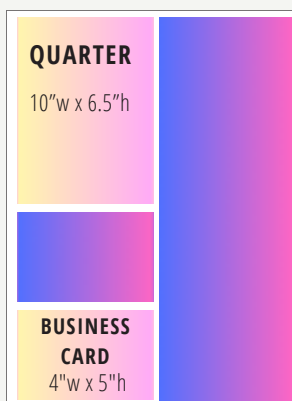 QUARTER
10”w x 6.5”h
BUSINESS
CARD
4"w x 5"h